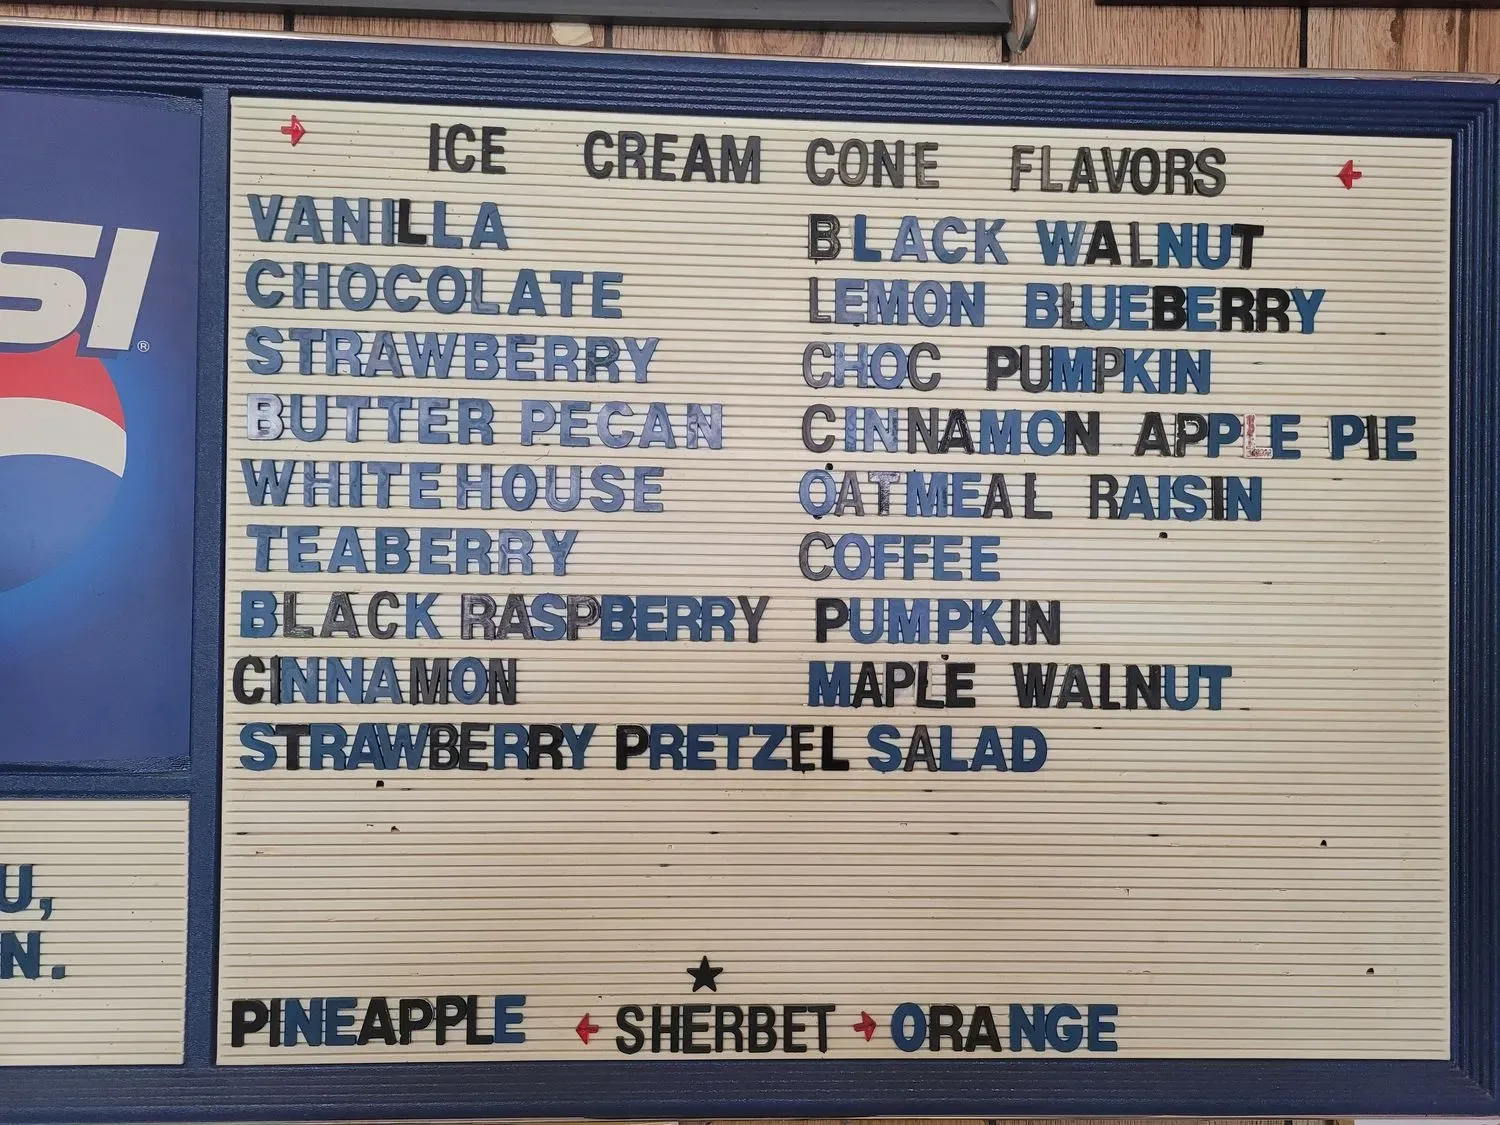 ICE CREAM CONE FLAVORS
VANILLA
CHOCOLATE
STRAWBERRY
BUTTER PECAN
WHITEHOUSE
TEABERRY
BLACK RASPBERRY
CINNAMON
STRAWBERRY PRETZEL SALAD
BLACK WALNUT
LEMON BLUEBERRY
CHOC PUMPKIN
CINNAMON APPLE PIE
OATMEAL RAISIN
COFFEE
PUMPKIN
MAPLE WALNUT
PINEAPPLE ← SHERBET → ORANGE
SI®
U,
N.